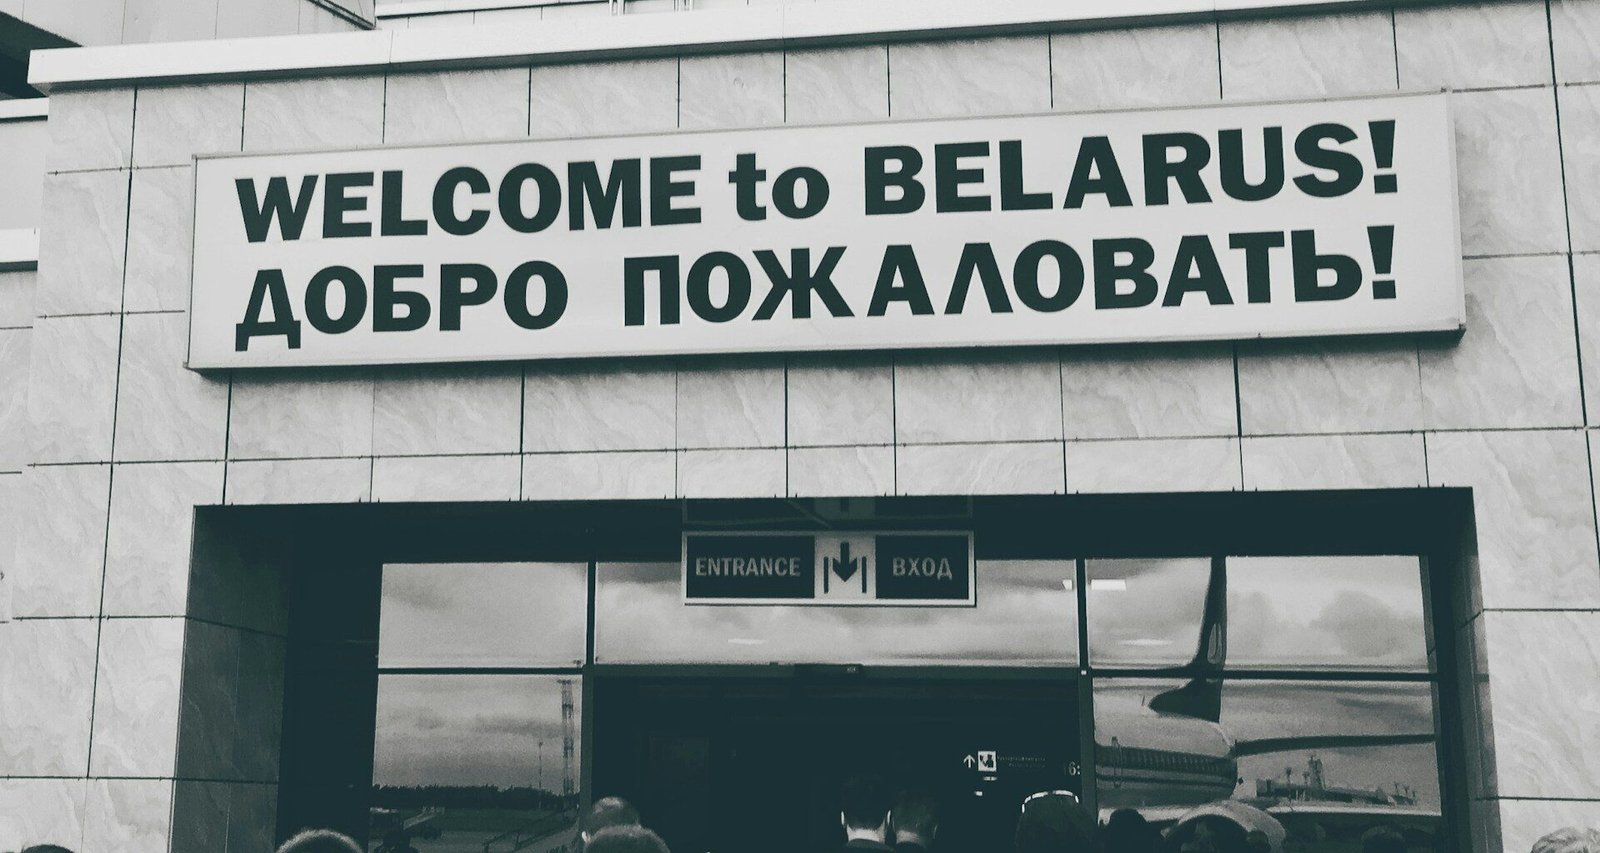 WELCOME to BELARUS!
ДОБРО ПОЖАЛОВАТЬ!
ENTRANCE ВХОД